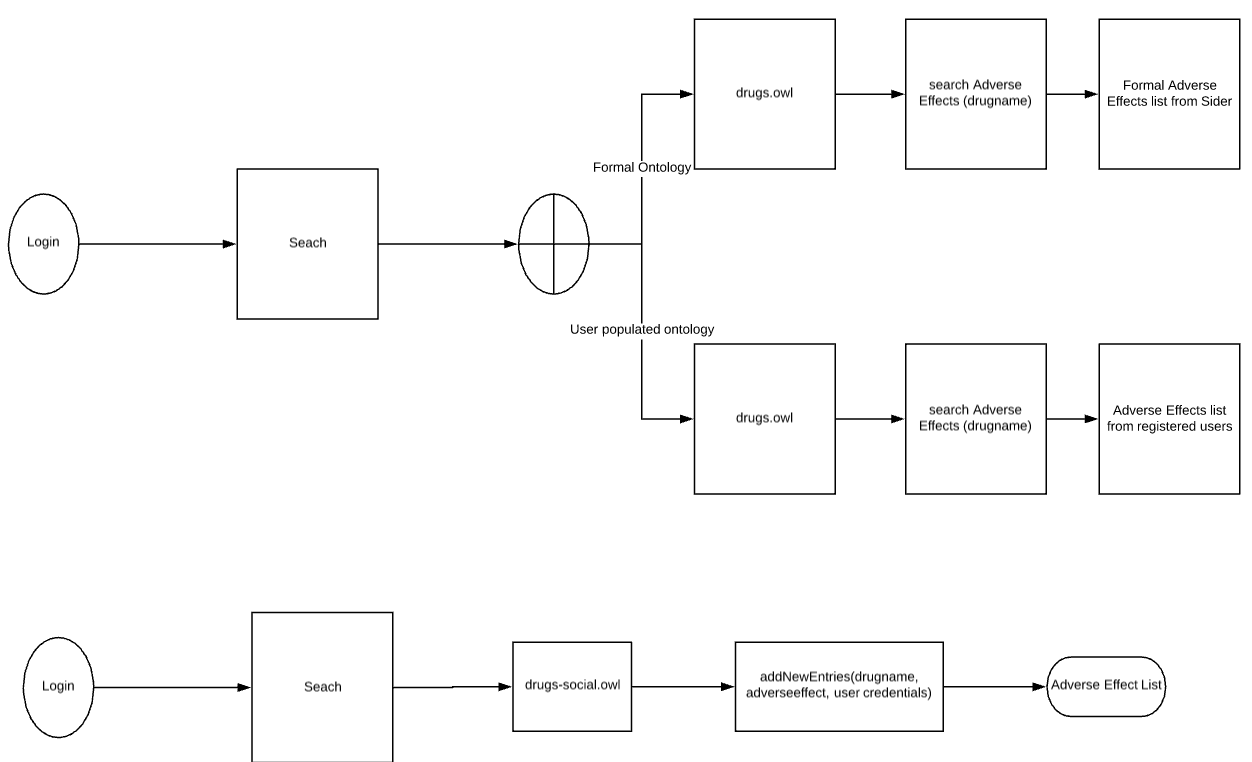 drugs.owl
search Adverse
Effects (drugname)
Formal Adverse
Effects list from Sider
Formal Ontology
Login
Seach
User populated ontology
drugs.owl
search Adverse
Effects (drugname)
Adverse Effects list
from registered users
Login
Seach
drugs-social.owl
addNewEntries(drugname,
adverseeffect, user credentials)
Adverse Effect List